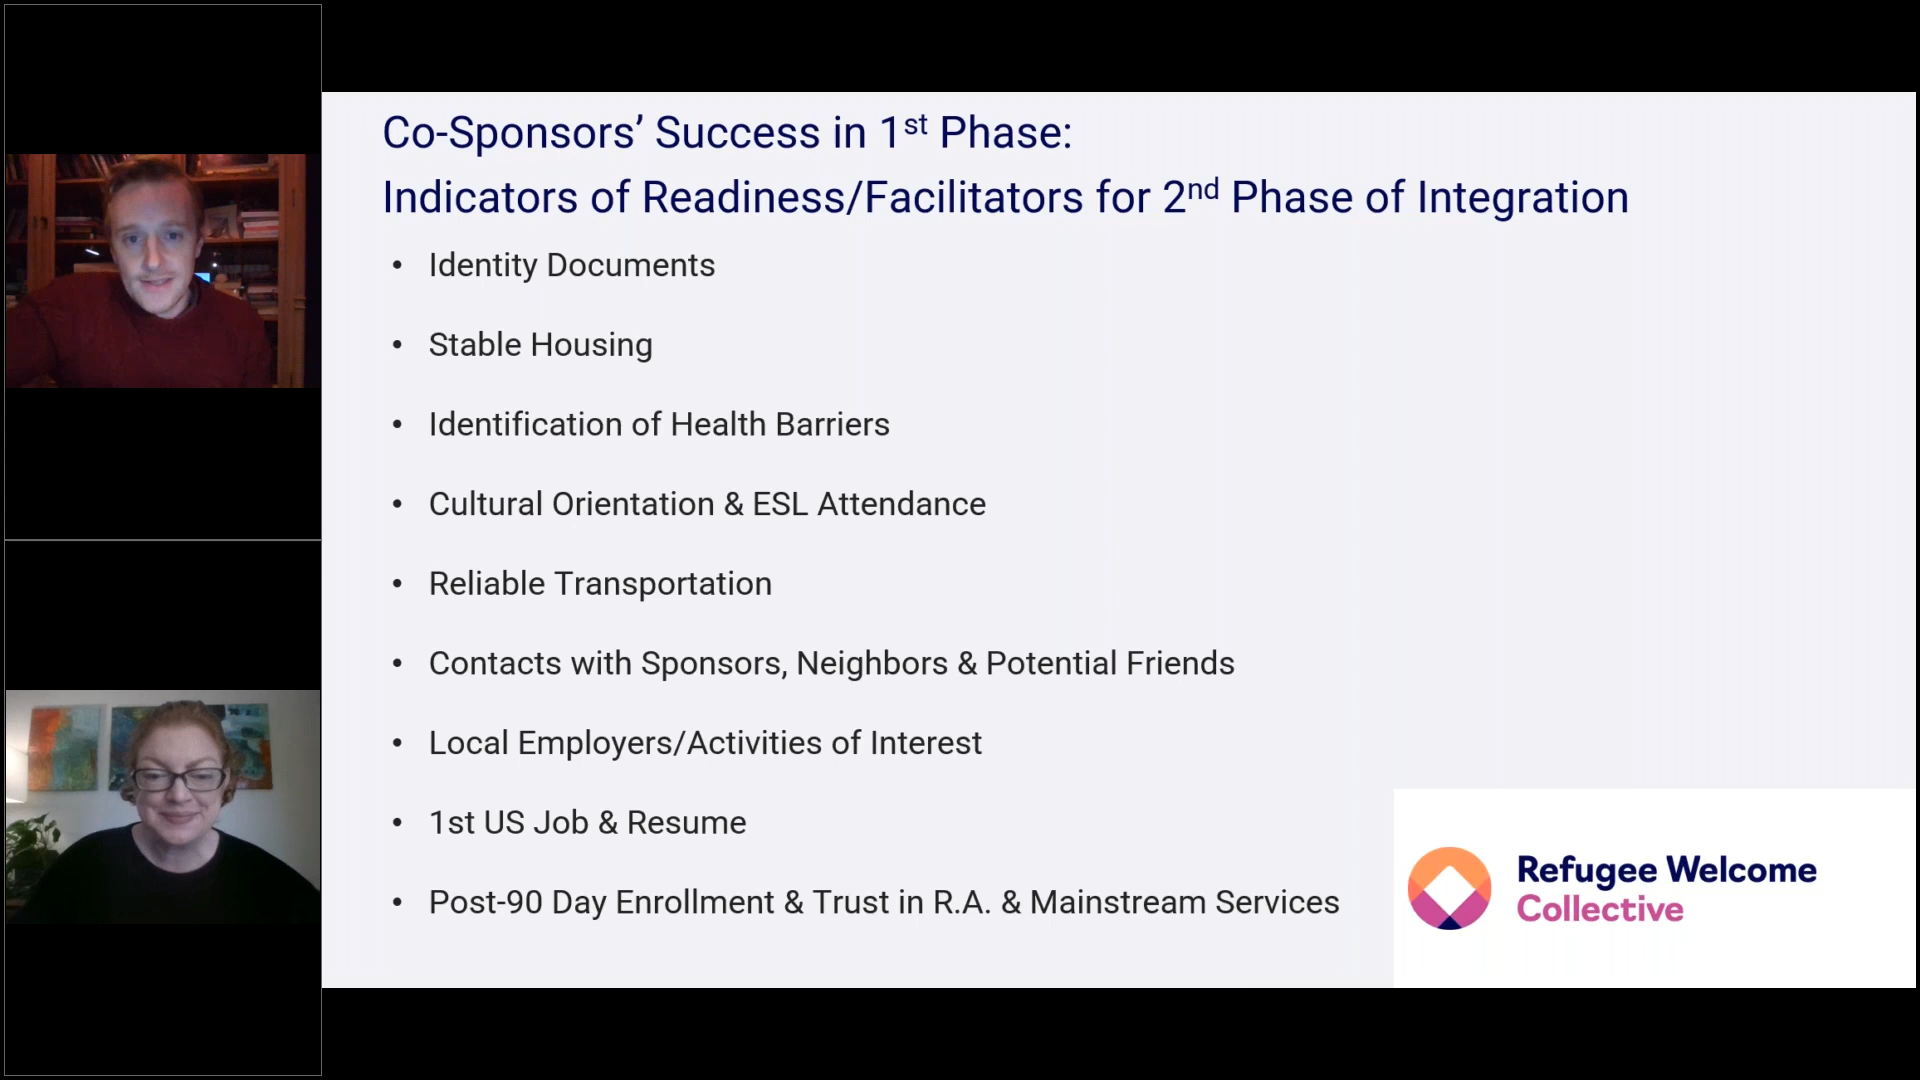 Co-Sponsors’ Success in 1st Phase:
Indicators of Readiness/Facilitators for 2nd Phase of Integration
• Identity Documents
• Stable Housing
• Identification of Health Barriers
• Cultural Orientation & ESL Attendance
• Reliable Transportation
• Contacts with Sponsors, Neighbors & Potential Friends
• Local Employers/Activities of Interest
• 1st US Job & Resume
• Post-90 Day Enrollment & Trust in R.A. & Mainstream Services
Refugee Welcome
Collective